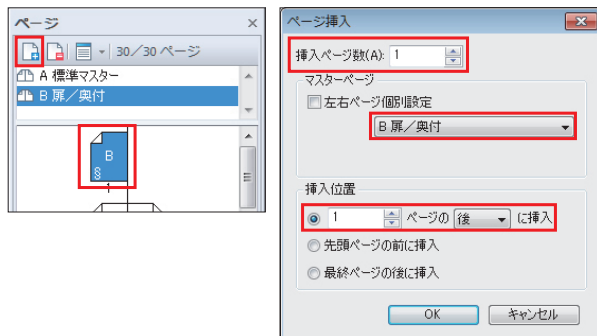 ページ
30/30 ページ
A 標準マスター
B 扉/奥付
B
§
1
ページ挿入
挿入ページ数(A): 1
マスターページ
左右ページ個別設定
B 扉/奥付
挿入位置
1 ページの 後 に挿入
先頭ページの前に挿入
最終ページの後に挿入
OK キャンセル